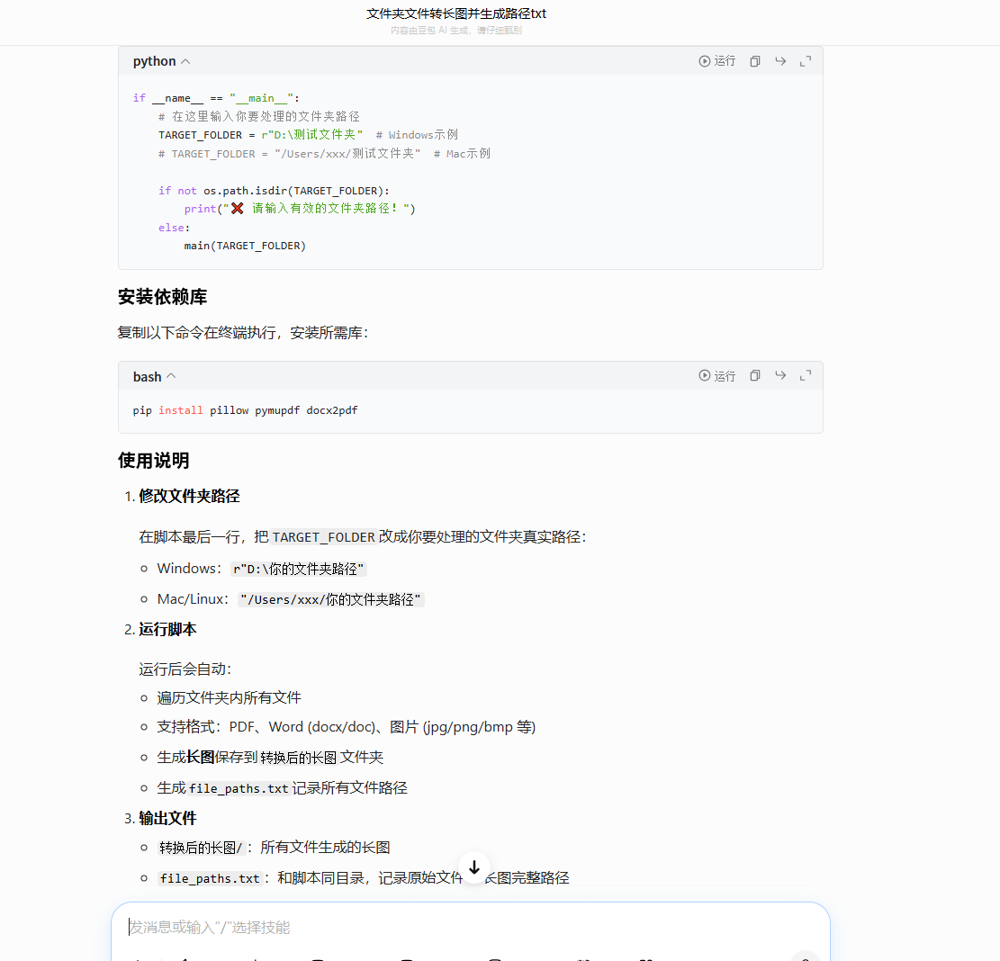 文件夹文件转长图并生成路径txt
内容由豆包 AI 生成，请仔细甄别
python
运行
if __name__ == "__main__":
# 在这里输入你要处理的文件夹路径
TARGET_FOLDER = r"D:\测试文件夹"  # Windows示例
# TARGET_FOLDER = "/Users/xxx/测试文件夹"  # Mac示例
if not os.path.isdir(TARGET_FOLDER):
print("❌ 请输入有效的文件夹路径！")
else:
main(TARGET_FOLDER)
安装依赖库
复制以下命令在终端执行，安装所需库：
bash
运行
pip install pillow pymupdf docx2pdf
使用说明
1. 修改文件夹路径
在脚本最后一行，把 TARGET_FOLDER 改成你要处理的文件夹真实路径：
Windows：r"D:\你的文件夹路径"
Mac/Linux："/Users/xxx/你的文件夹路径"
2. 运行脚本
运行后会自动：
遍历文件夹内所有文件
支持格式：PDF、Word (docx/doc)、图片 (jpg/png/bmp 等)
生成长图保存到 转换后的长图 文件夹
生成 file_paths.txt 记录所有文件路径
3. 输出文件
转换后的长图/：所有文件生成的长图
file_paths.txt：和脚本同目录，记录原始文件 长图完整路径
发消息或输入“/”选择技能